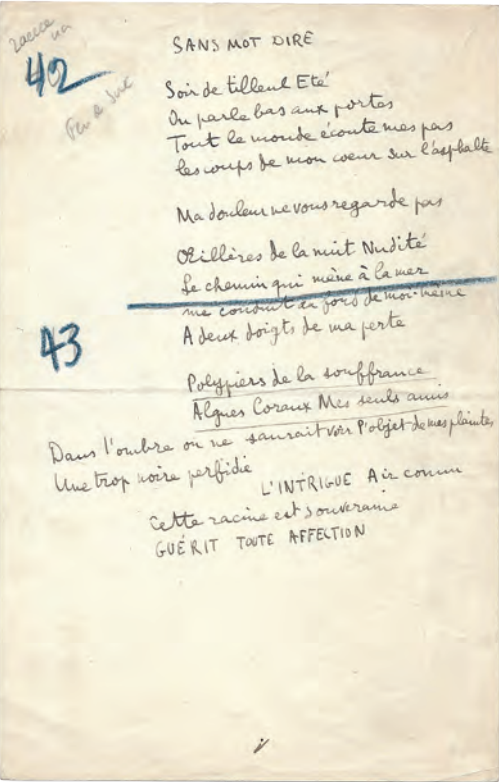 SANS MOT DIRE
42
Soir de tilleul Eté
On parle bas aux portes
Tout le monde écoute mes pas
les coups de mon coeur sur l'asphalte
Ma douleur ne vous regarde pas
Œillères de la nuit Nudité
Le chemin qui mène à la mer
me conduit au fond de moi-même
A deux doigts de ma perte
43
Polypiers de la souffrance
Algues Coraux Mes seuls amis
Dans l'ombre on ne saurait voir l'objet de mes plaintes
Une trop noire perfidie
L'INTRIGUE Air connu
Cette racine est souveraine
GUÉRIT TOUTE AFFECTION